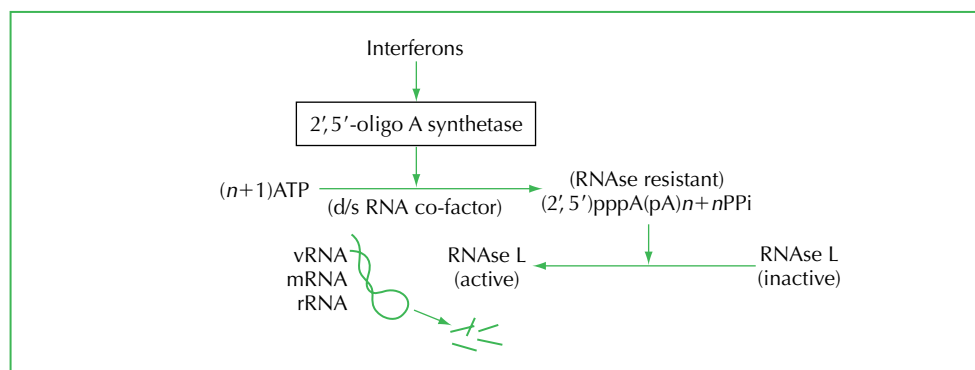 Interferons
2′, 5′-oligo A synthetase
(n+1)ATP
(d/s RNA co-factor)
(RNAse resistant)
(2′, 5′)pppA(pA)n+nPPi
vRNA
mRNA
rRNA
RNAse L
(active)
RNAse L
(inactive)